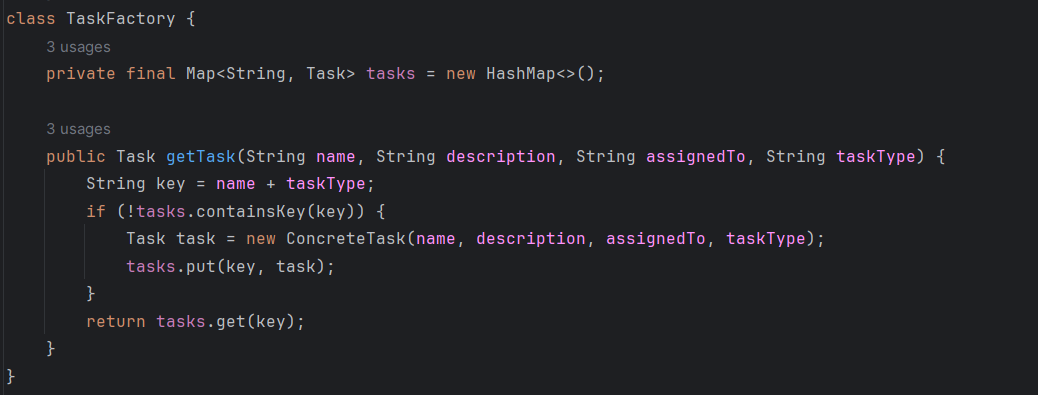 class TaskFactory {
3 usages
private final Map<String, Task> tasks = new HashMap<>();
3 usages
public Task getTask(String name, String description, String assignedTo, String taskType) {
String key = name + taskType;
if (!tasks.containsKey(key)) {
Task task = new ConcreteTask(name, description, assignedTo, taskType);
tasks.put(key, task);
}
return tasks.get(key);
}
}